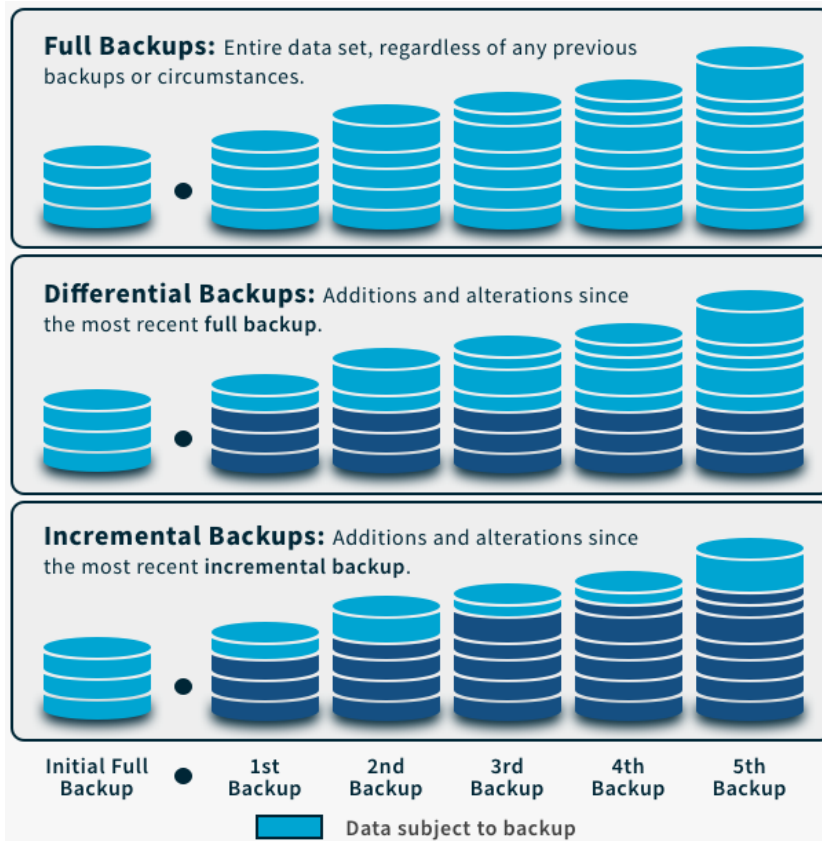 Full Backups: Entire data set, regardless of any previous
backups or circumstances.
Differential Backups: Additions and alterations since
the most recent full backup.
Incremental Backups: Additions and alterations since
the most recent incremental backup.
Initial Full
Backup
1st
Backup
2nd
Backup
3rd
Backup
4th
Backup
5th
Backup
Data subject to backup